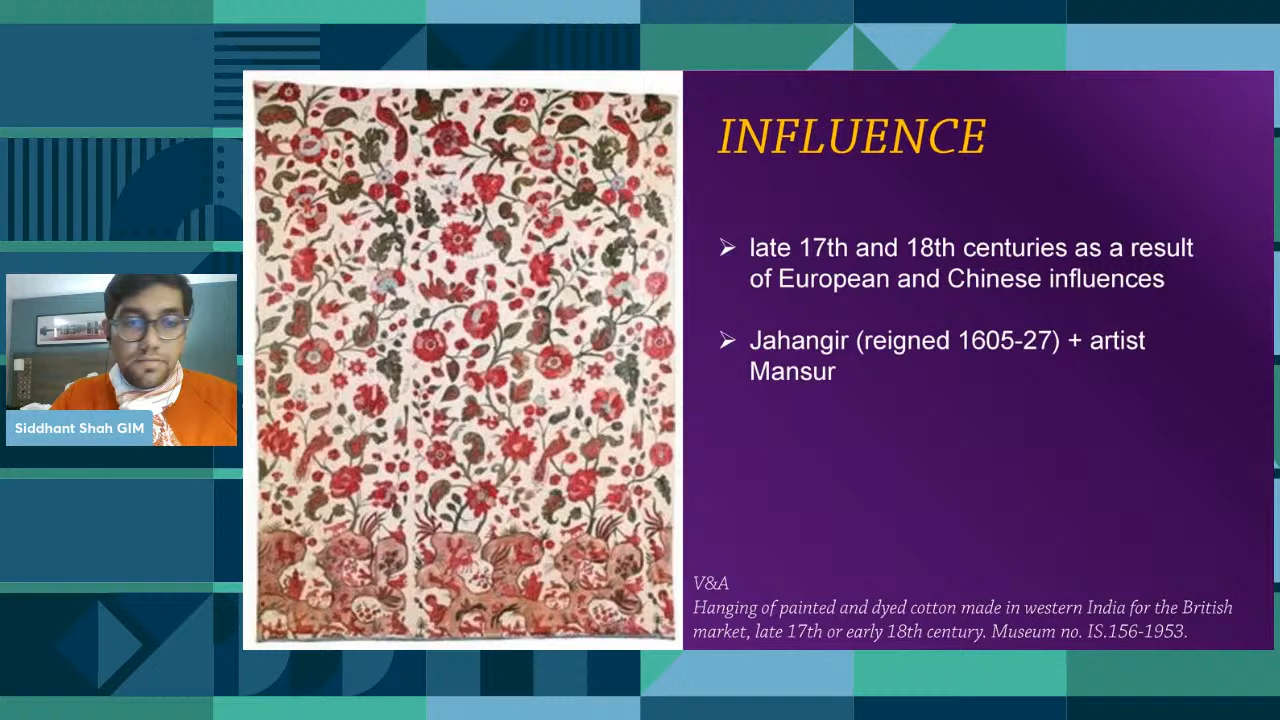 INFLUENCE
➢ late 17th and 18th centuries as a result
of European and Chinese influences
➢ Jahangir (reigned 1605-27) + artist
Mansur
Siddhant Shah GIM
V&A
Hanging of painted and dyed cotton made in western India for the British
market, late 17th or early 18th century. Museum no. IS.156-1953.